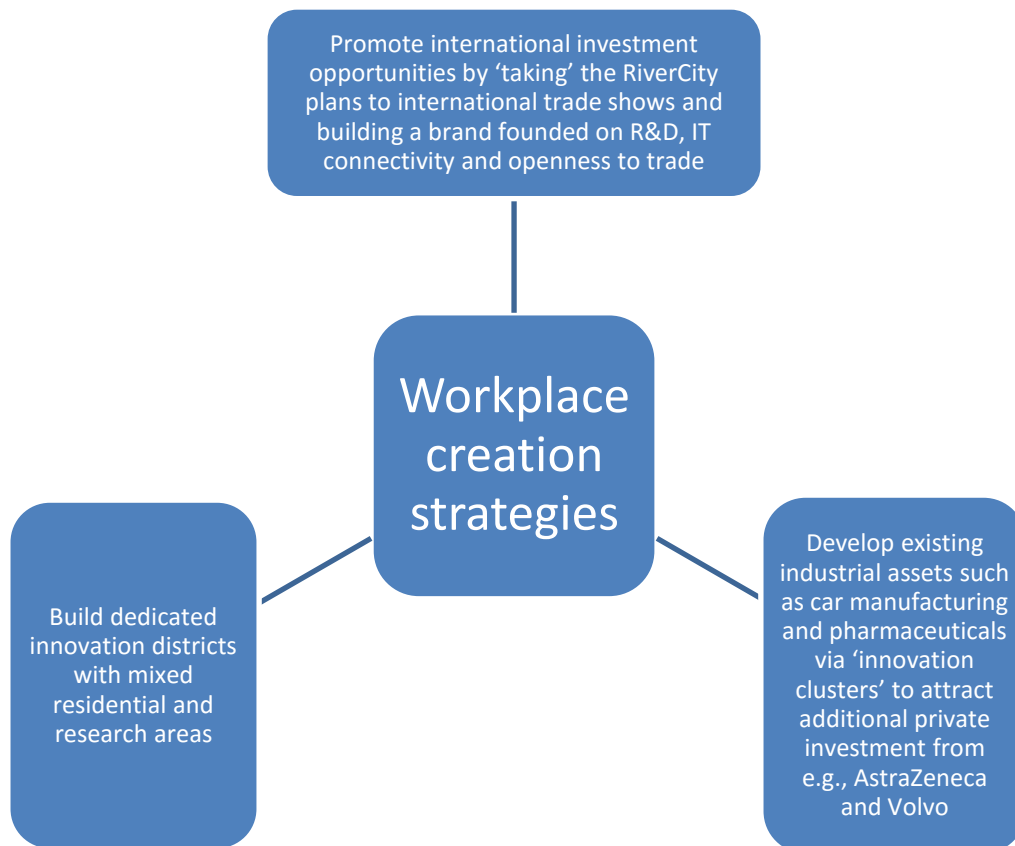 Promote international investment
opportunities by ‘taking’ the RiverCity
plans to international trade shows and
building a brand founded on R&D, IT
connectivity and openness to trade
Workplace
creation
strategies
Build dedicated
innovation districts
with mixed
residential and
research areas
Develop existing
industrial assets such
as car manufacturing
and pharmaceuticals
via ‘innovation
clusters’ to attract
additional private
investment from
e.g., AstraZeneca
and Volvo